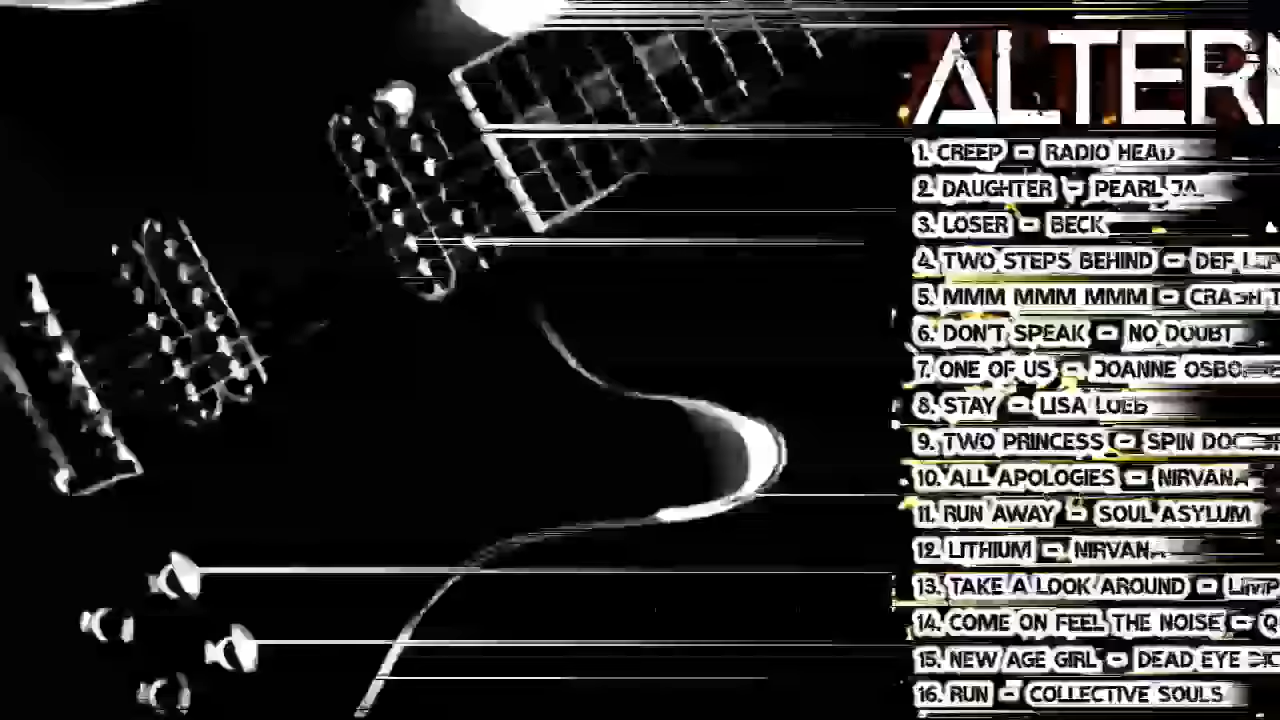 ALTER
1. CREEP - RADIO HEAD
2. DAUGHTER - PEARL
3. LOSER - BECK
4. TWO STEPS BEHIND - DEF
5. MMM MMM MMM - CRASH T
6. DON'T SPEAK - NO DOUBT
7. ONE OF US - JOANNE OSBO
8. STAY - LISA LOEB
9. TWO PRINCESS - SPIN
10. ALL APOLOGIES - NIRVANA
11. RUN AWAY - SOUL ASYLUM
12. LITHIUM - NIRVANA
13. TAKE A LOOK AROUND - LIMP
14. COME ON FEEL THE NOISE - Q
15. NEW AGE GIRL - DEAD EYE
16. RUN - COLLECTIVE SOULS